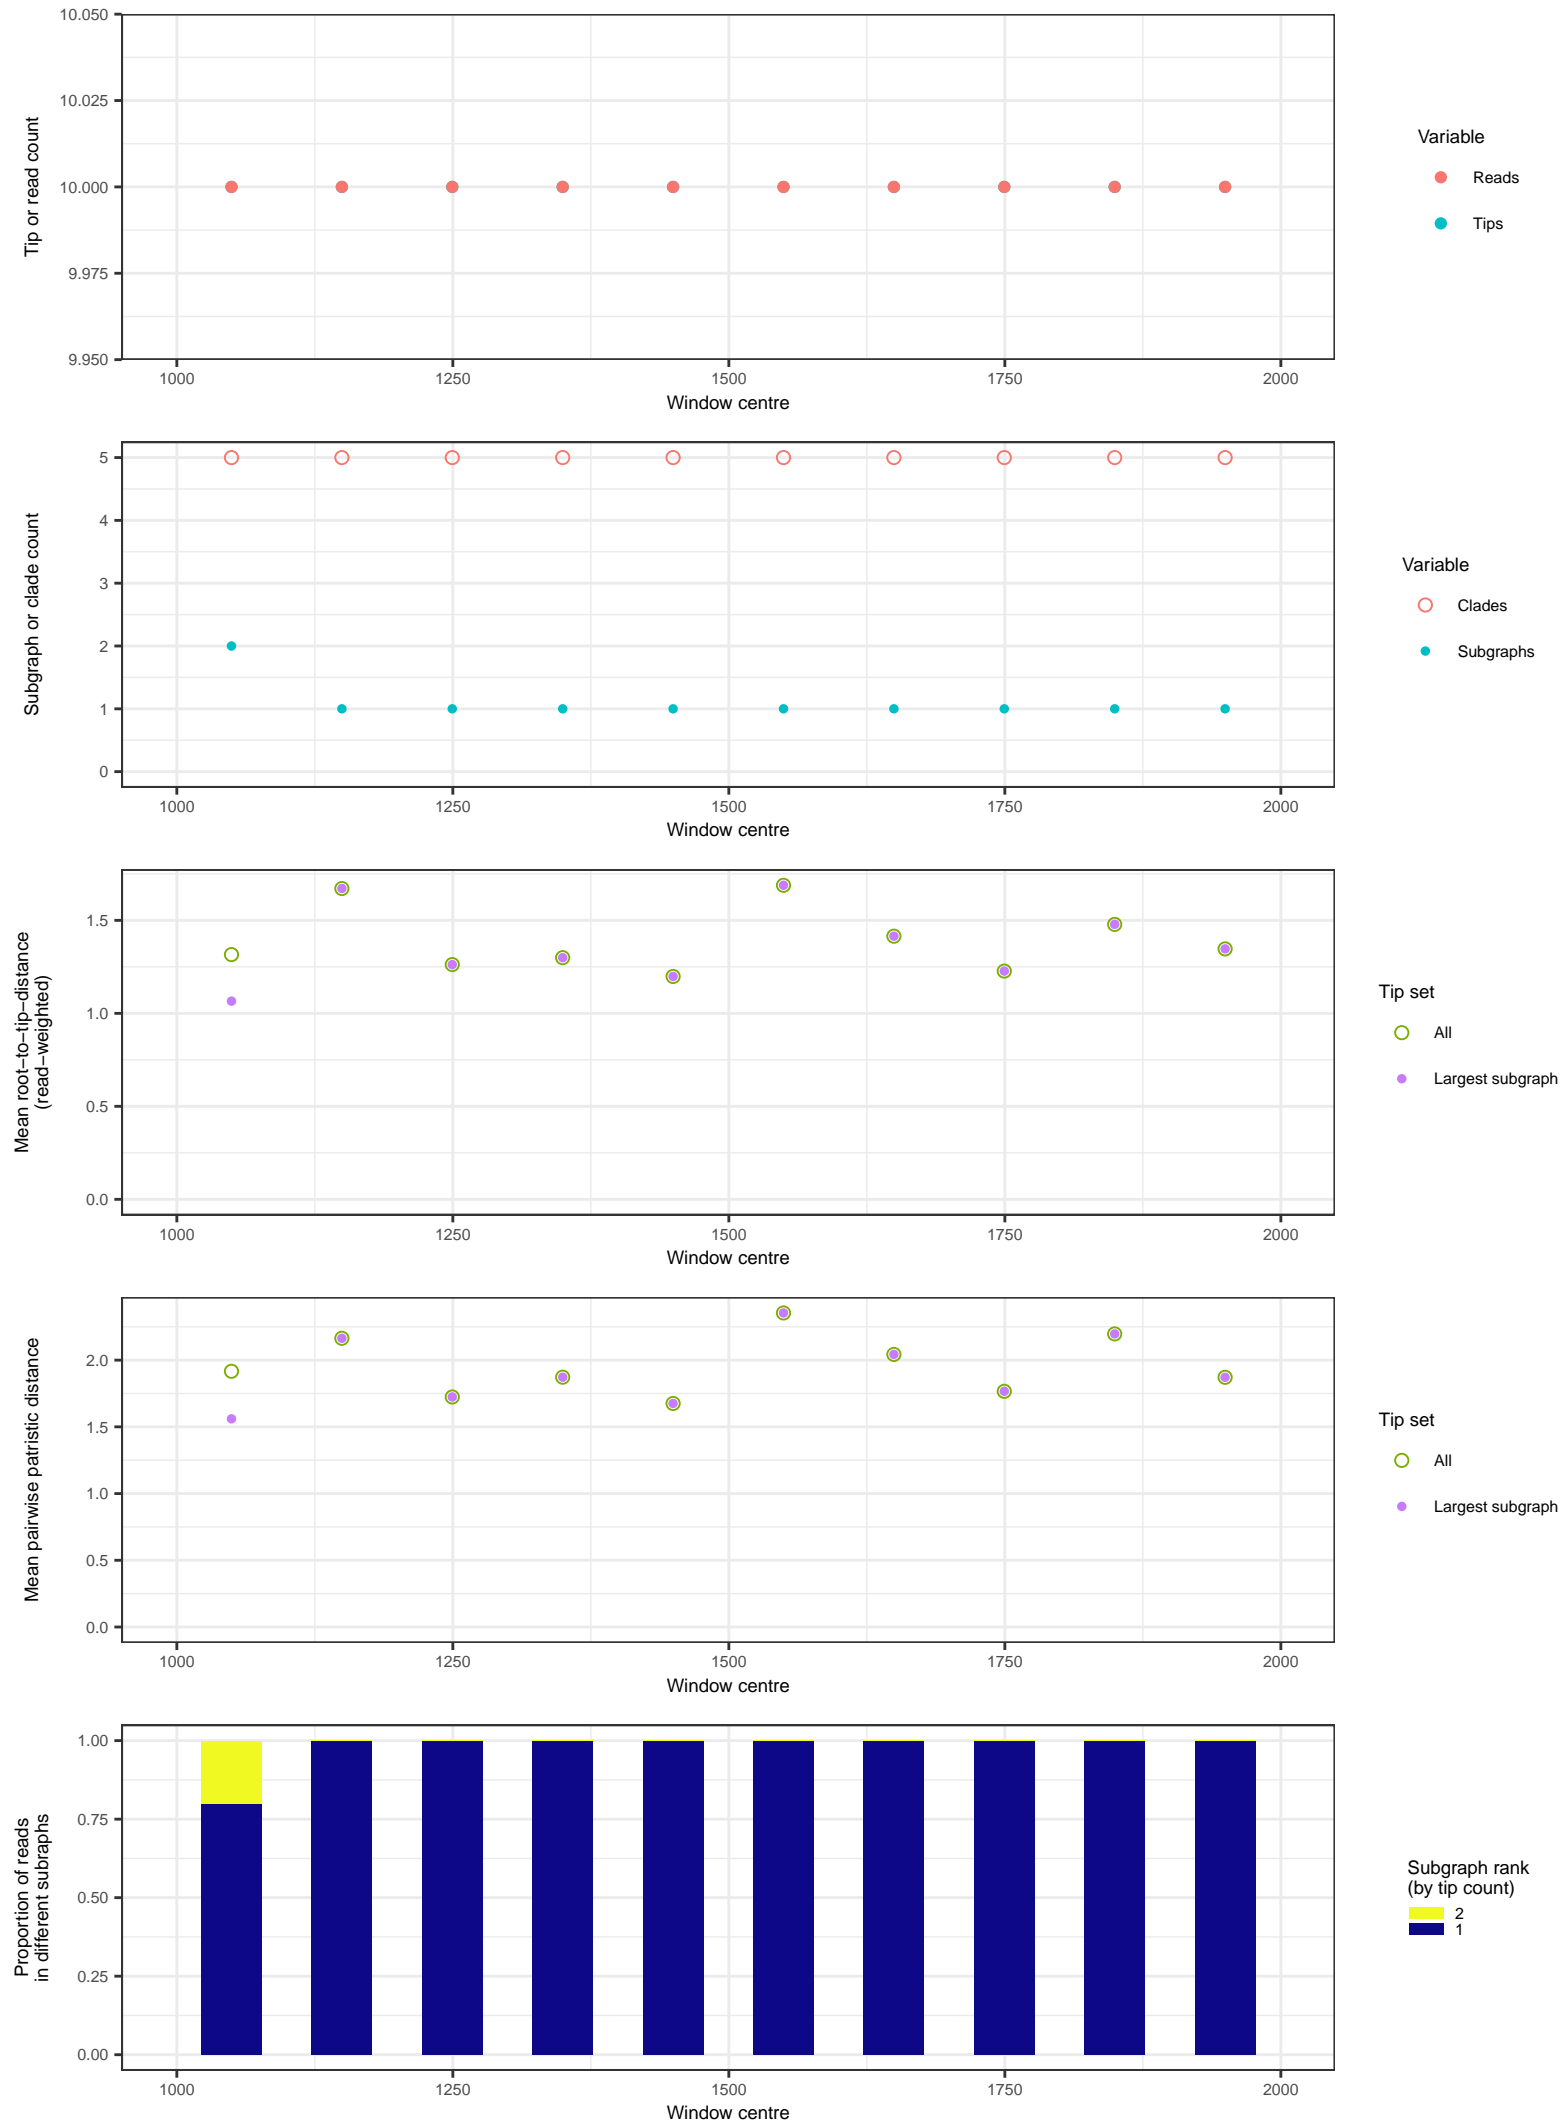 10.050
10.025
10.000
9.975
9.950
Tip or read count
1000 1250 1500 1750 2000
Window centre
Variable
Reads
Tips
5
4
3
2
1
0
Subgraph or clade count
1000 1250 1500 1750 2000
Window centre
Variable
Clades
Subgraphs
1.5
1.0
0.5
0.0
Mean root−to−tip−distance
(read−weighted)
1000 1250 1500 1750 2000
Window centre
Tip set
All
Largest subgraph
2.0
1.5
1.0
0.5
0.0
Mean pairwise patristic distance
1000 1250 1500 1750 2000
Window centre
Tip set
All
Largest subgraph
1.00
0.75
0.50
0.25
0.00
Proportion of reads
in different subraphs
1000 1250 1500 1750 2000
Window centre
Subgraph rank
(by tip count)
2
1